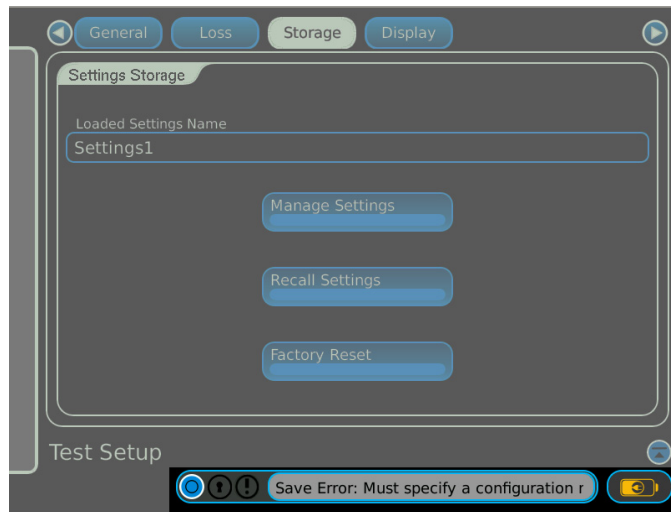 General Loss Storage Display
Settings Storage
Loaded Settings Name
Settings1
Manage Settings
Recall Settings
Factory Reset
Test Setup
Save Error: Must specify a configuration